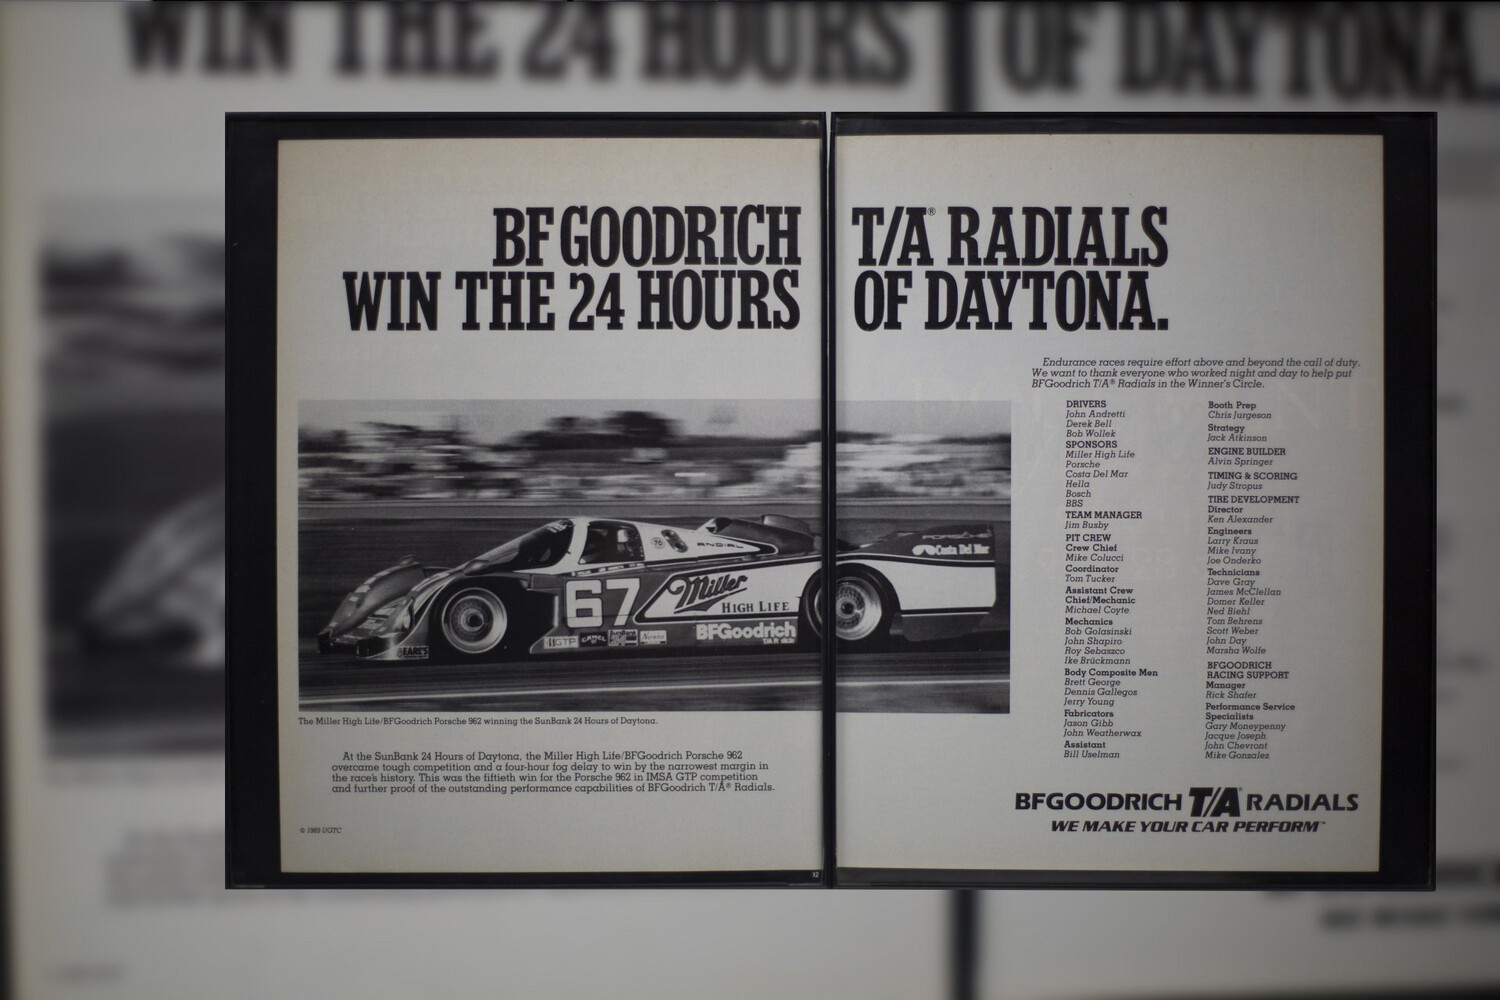 WIN THE 24 HOURS OF DAYTONA.
BFGOODRICH T/A® RADIALS
WIN THE 24 HOURS OF DAYTONA.
Endurance races require effort above and beyond the call of duty.
We want to thank everyone who worked night and day to help put
BFGoodrich T/A® Radials in the Winner's Circle.
ANDIAL
PORSCHE
Costa Del Mar
67
Miller
HIGH LIFE
BFGoodrich
GTP
CAMEL
EARL'S
The Miller High Life/BFGoodrich Porsche 962 winning the SunBank 24 Hours of Daytona.
At the SunBank 24 Hours of Daytona, the Miller High Life/BFGoodrich Porsche 962
overcame tough competition and a four-hour fog delay to win by the narrowest margin in
the race's history. This was the fiftieth win for the Porsche 962 in IMSA GTP competition
and further proof of the outstanding performance capabilities of BFGoodrich T/A® Radials.
© 1989 UGTC
DRIVERS
John Andretti
Derek Bell
Bob Wollek
SPONSORS
Miller High Life
Porsche
Costa Del Mar
Hella
Bosch
BBS
TEAM MANAGER
Jim Busby
PIT CREW
Crew Chief
Mike Colucci
Coordinator
Tom Tucker
Assistant Crew
Chief/Mechanic
Michael Coyte
Mechanics
Bob Golasinski
John Shapiro
Roy Sebaszco
Ike Brückmann
Body Composite Men
Brett George
Dennis Gallegos
Jerry Young
Fabricators
Jason Gibb
John Weatherwax
Assistant
Bill Uselman
Booth Prep
Chris Jurgeson
Strategy
Jack Atkinson
ENGINE BUILDER
Alvin Springer
TIMING & SCORING
Judy Stropus
TIRE DEVELOPMENT
Director
Ken Alexander
Engineers
Larry Kraus
Mike Ivany
Joe Onderko
Technicians
Dave Gray
James McClellan
Domer Keller
Ned Biehl
Tom Behrens
Scott Weber
John Day
Marsha Wolfe
BFGOODRICH
RACING SUPPORT
Manager
Rick Shafer
Performance Service
Specialists
Gary Moneypenny
Jacque Joseph
John Chevront
Mike Gonzalez
BFGOODRICH T/A® RADIALS
WE MAKE YOUR CAR PERFORM™